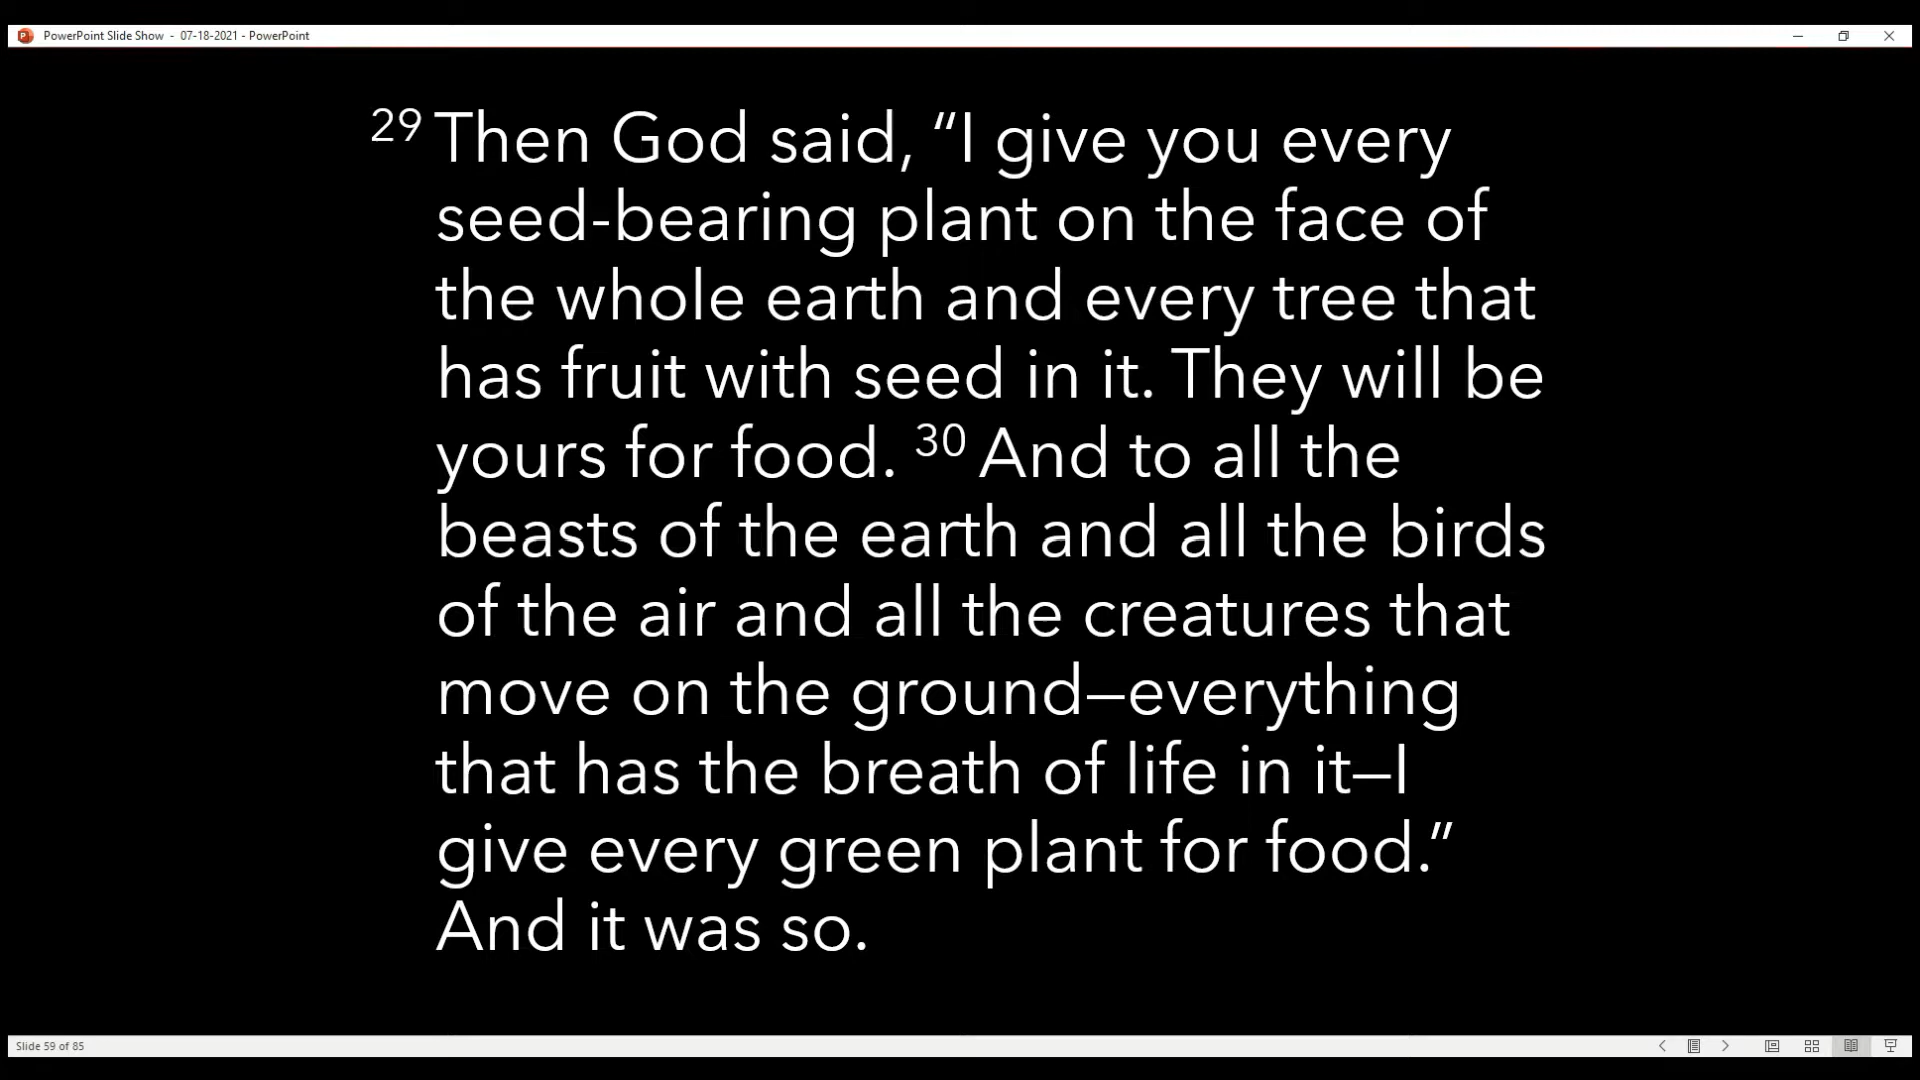 PowerPoint Slide Show - 07-18-2021 - PowerPoint
29 Then God said, “I give you every
seed-bearing plant on the face of
the whole earth and every tree that
has fruit with seed in it. They will be
yours for food. 30 And to all the
beasts of the earth and all the birds
of the air and all the creatures that
move on the ground—everything
that has the breath of life in it—I
give every green plant for food.”
And it was so.
Slide 59 of 85